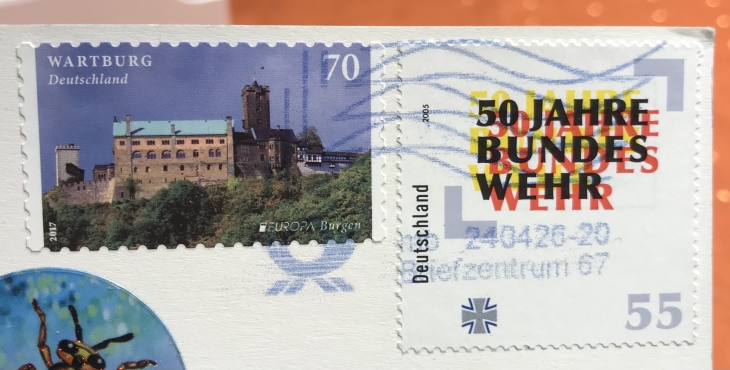 WARTBURG
Deutschland
70
2017
EUROPA Burgen
Deutschland
2005
50 JAHRE
BUNDES
WEHR
240426-20
Briefzentrum 67
55